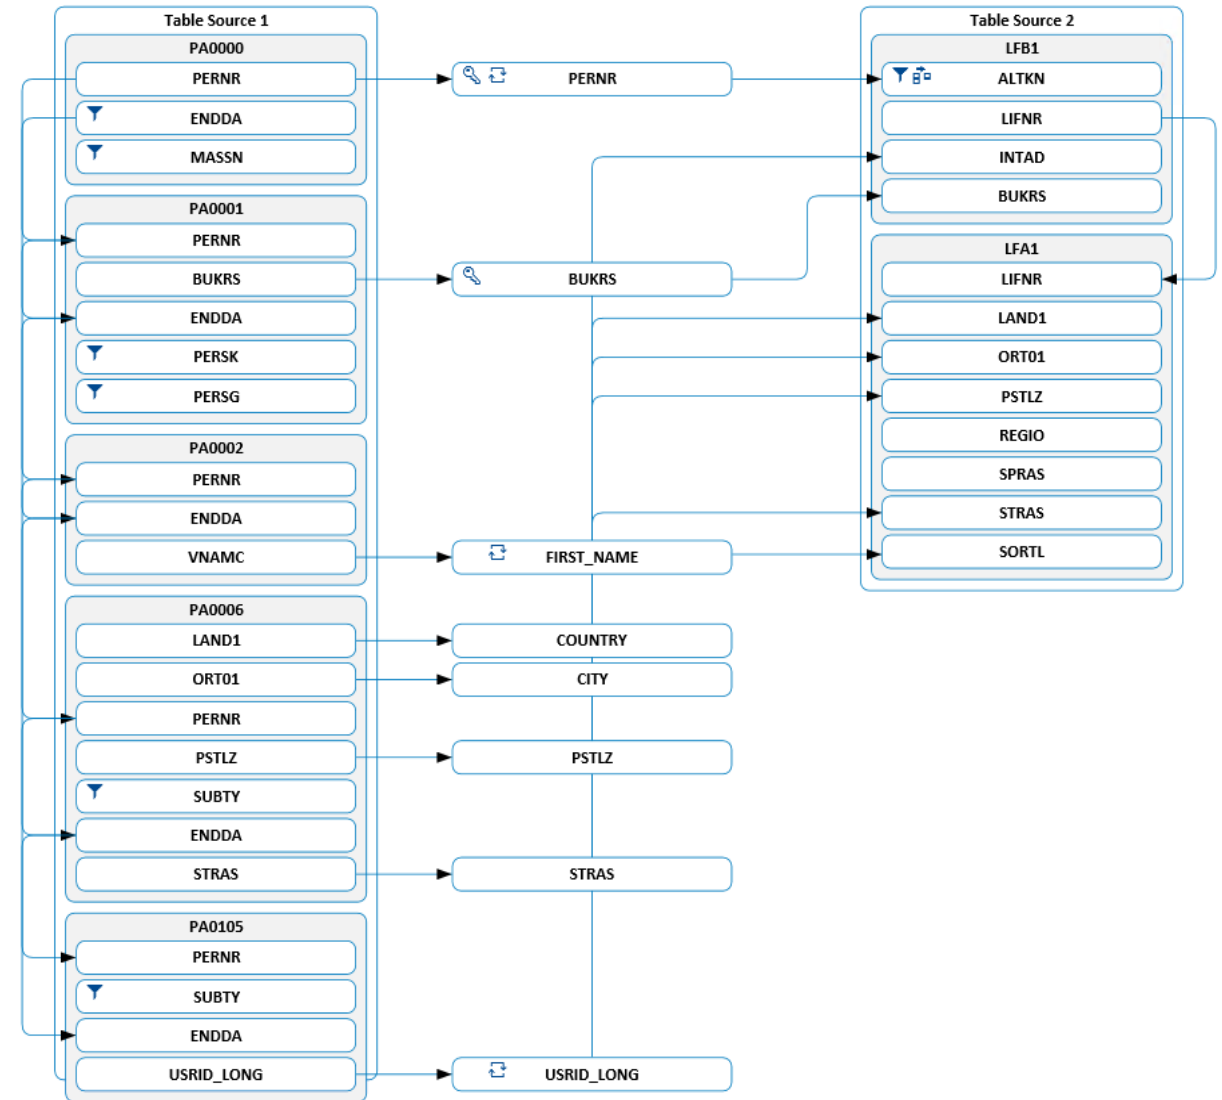 Table Source 1
PA0000
PERNR
ENDDA
MASSN
PA0001
PERNR
BUKRS
ENDDA
PERSK
PERSG
PA0002
PERNR
ENDDA
VNAMC
PA0006
LAND1
ORT01
PERNR
PSTLZ
SUBTY
ENDDA
STRAS
PA0105
PERNR
SUBTY
ENDDA
USRID_LONG
PERNR
BUKRS
FIRST_NAME
COUNTRY
CITY
PSTLZ
STRAS
USRID_LONG
Table Source 2
LFB1
ALTKN
LIFNR
INTAD
BUKRS
LFA1
LIFNR
LAND1
ORT01
PSTLZ
REGIO
SPRAS
STRAS
SORTL